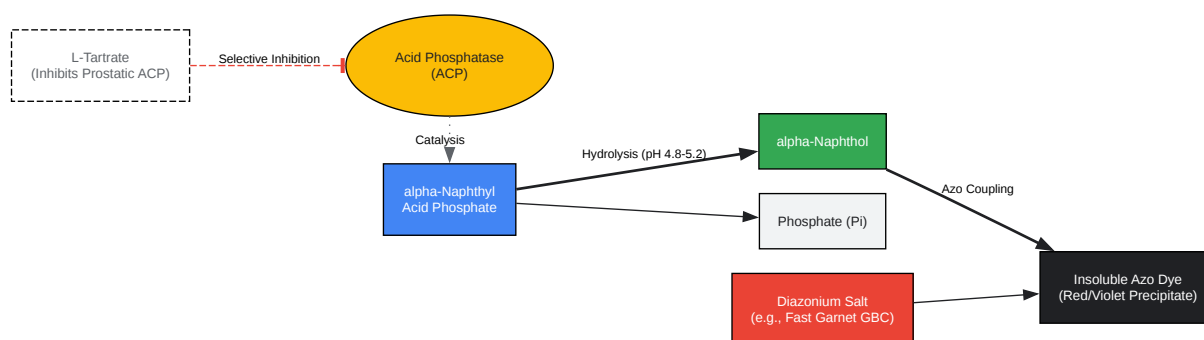 L-Tartrate
(Inhibits Prostatic ACP)
Selective Inhibition
Acid Phosphatase
(ACP)
Catalysis
alpha-Naphthyl
Acid Phosphate
Hydrolysis (pH 4.8-5.2)
alpha-Naphthol
Phosphate (Pi)
Azo Coupling
Diazonium Salt
(e.g., Fast Garnet GBC)
Insoluble Azo Dye
(Red/Violet Precipitate)